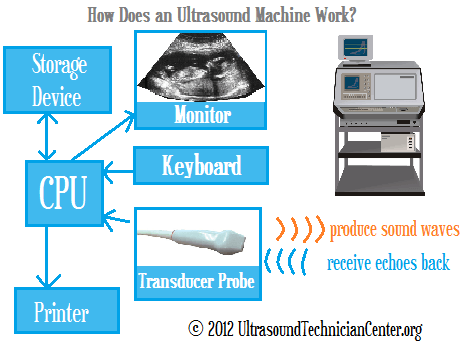 How Does an Ultrasound Machine Work?
Storage
Device
Monitor
Keyboard
CPU
Transducer Probe
produce sound waves
receive echoes back
Printer
© 2012 UltrasoundTechnicianCenter.org